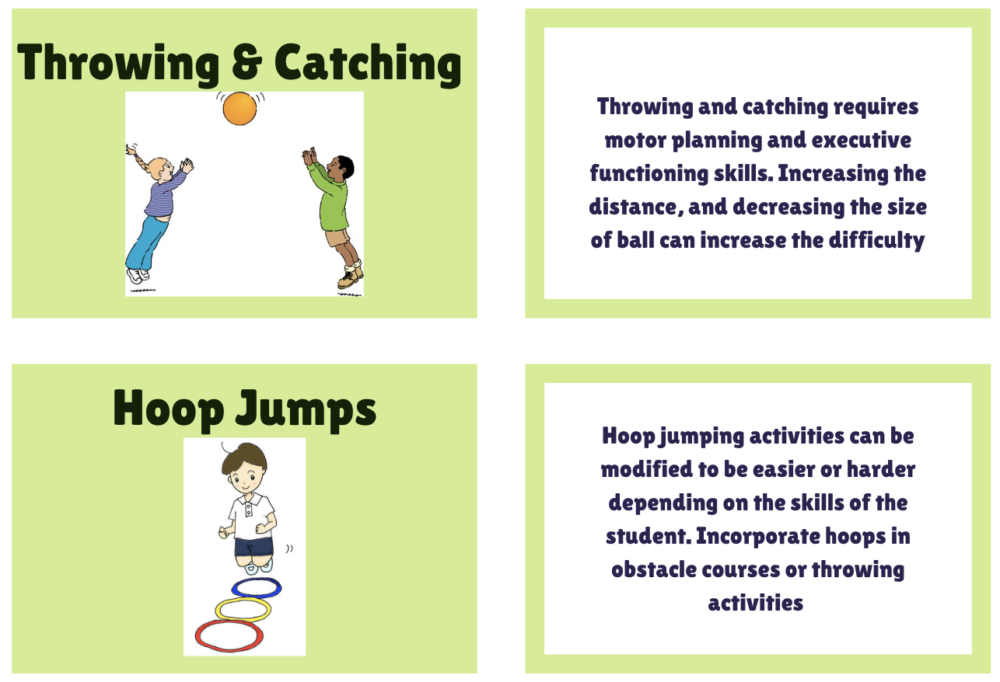 Throwing & Catching
Throwing and catching requires
motor planning and executive
functioning skills. Increasing the
distance, and decreasing the size
of ball can increase the difficulty
Hoop Jumps
Hoop jumping activities can be
modified to be easier or harder
depending on the skills of the
student. Incorporate hoops in
obstacle courses or throwing
activities